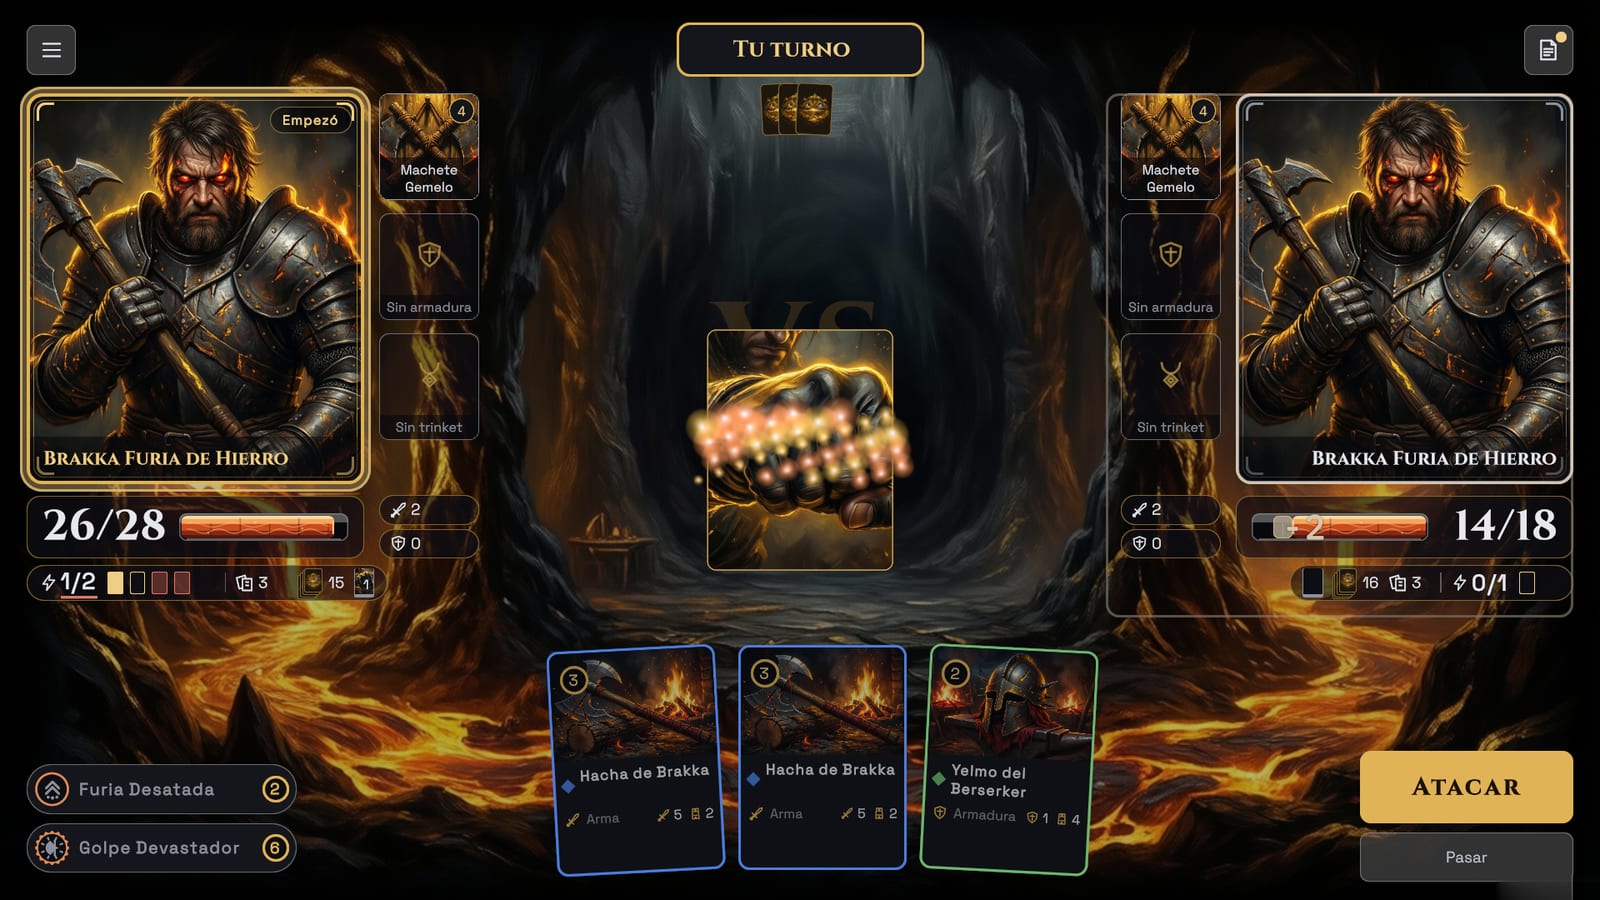 Tu turno
Empezó
4
Machete
Gemelo
Sin armadura
Sin trinket
Brakka Furia de Hierro
26/28
2
0
1/2
3
15
1
VS
4
Machete
Gemelo
Sin armadura
Sin trinket
Brakka Furia de Hierro
2
0
-2
14/18
16
3
0/1
3
Hacha de Brakka
Arma
5
2
3
Hacha de Brakka
Arma
5
2
2
Yelmo del
Berserker
Armadura
1
4
Furia Desatada
2
Golpe Devastador
6
Atacar
Pasar